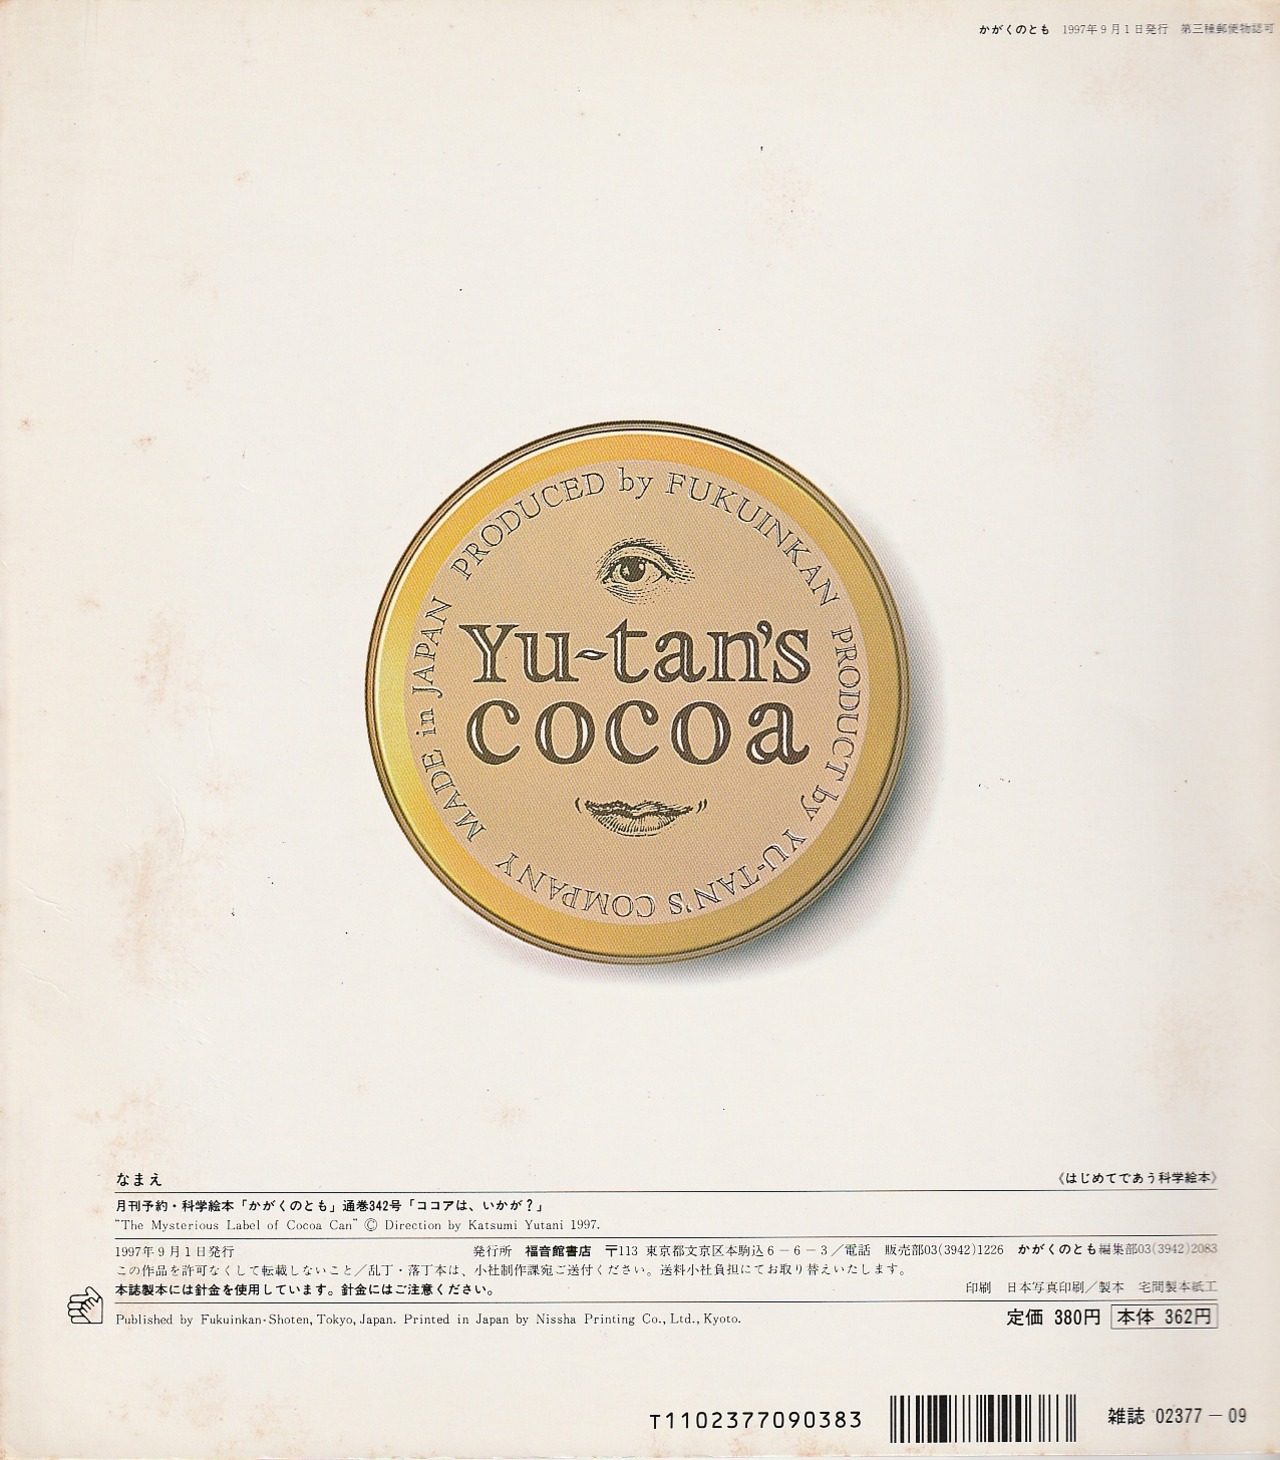 かがくのとも 1997年9月1日発行 第三種郵便物認可
PRODUCED by FUKUINKAN PRODUCT by YU-TAN'S COMPANY MADE in JAPAN
Yu-tan's
cocoa
なまえ 《はじめてであう科学絵本》
月刊予約・科学絵本「かがくのとも」通巻342号「ココアは、いかが？」
"The Mysterious Label of Cocoa Can" © Direction by Katsumi Yutani 1997.
1997年9月1日発行 発行所 福音館書店 〒113 東京都文京区本駒込6－6－3／電話 販売部03(3942)1226 かがくのとも編集部03(3942)2083
この作品を許可なくして転載しないこと／乱丁・落丁本は、小社制作課宛ご送付ください。送料小社負担にてお取り替えいたします。
本誌製本には針金を使用しています。針金にはご注意ください。 印刷 日本写真印刷／製本 宅間製本紙工
Published by Fukuinkan-Shoten, Tokyo, Japan. Printed in Japan by Nissha Printing Co., Ltd., Kyoto. 定価 380円 本体 362円
T1102377090383 雑誌 02377－09